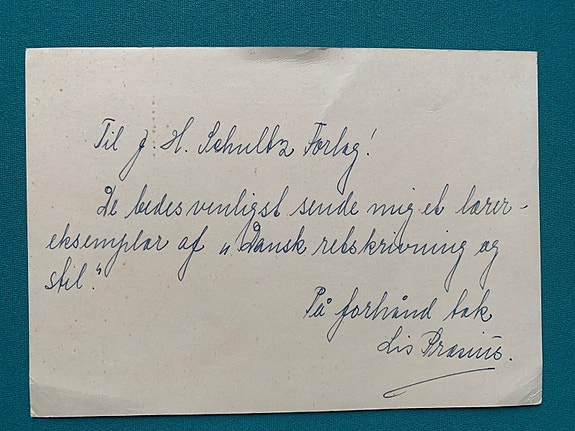 Til J. H. Schultz Forlag!
De bedes venligst sende mig et lærer-
eksemplar af „Dansk retskrivning og
stil."
På forhånd tak
Lis Præmiis.